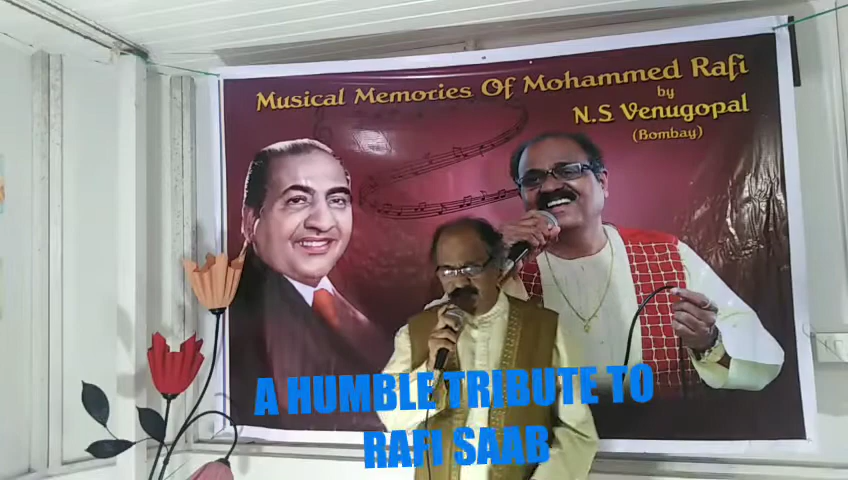 Musical Memories Of Mohammed Rafi
by
N.S Venugopal
(Bombay)
A HUMBLE TRIBUTE TO
RAFI SAAB